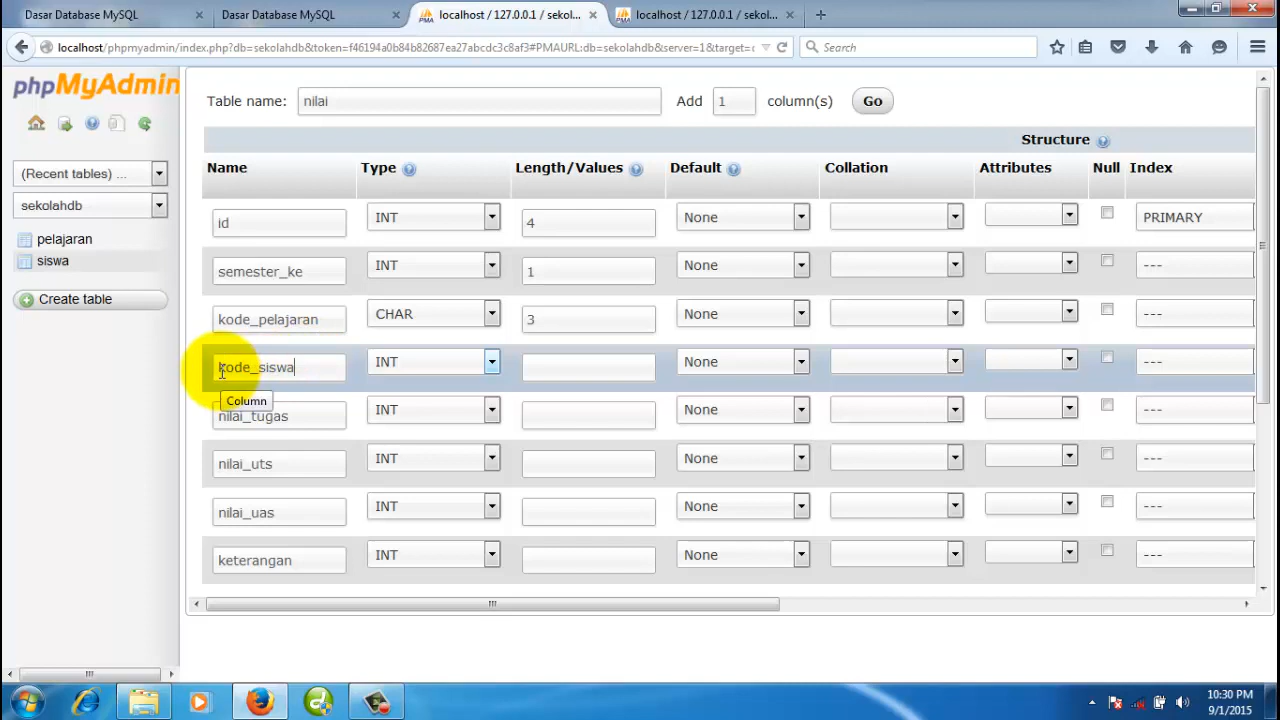 Dasar Database MySQL × Dasar Database MySQL × localhost / 127.0.0.1 / sekol... × localhost / 127.0.0.1 / sekol... × +
localhost/phpmyadmin/index.php?db=sekolahdb&token=f46194a0b84b82687ea27abcdc3c8af3#PMAURL:db=sekolahdb&server=1&target=c Search
phpMyAdmin
Table name: nilai Add 1 column(s) Go
Structure
(Recent tables) ...
sekolahdb
pelajaran
siswa
Create table
Name Type Length/Values Default Collation Attributes Null Index
id INT 4 None PRIMARY
semester_ke INT 1 None ---
kode_pelajaran CHAR 3 None ---
kode_siswa INT None ---
Column
nilai_tugas INT None ---
nilai_uts INT None ---
nilai_uas INT None ---
keterangan INT None ---
10:30 PM
9/1/2015